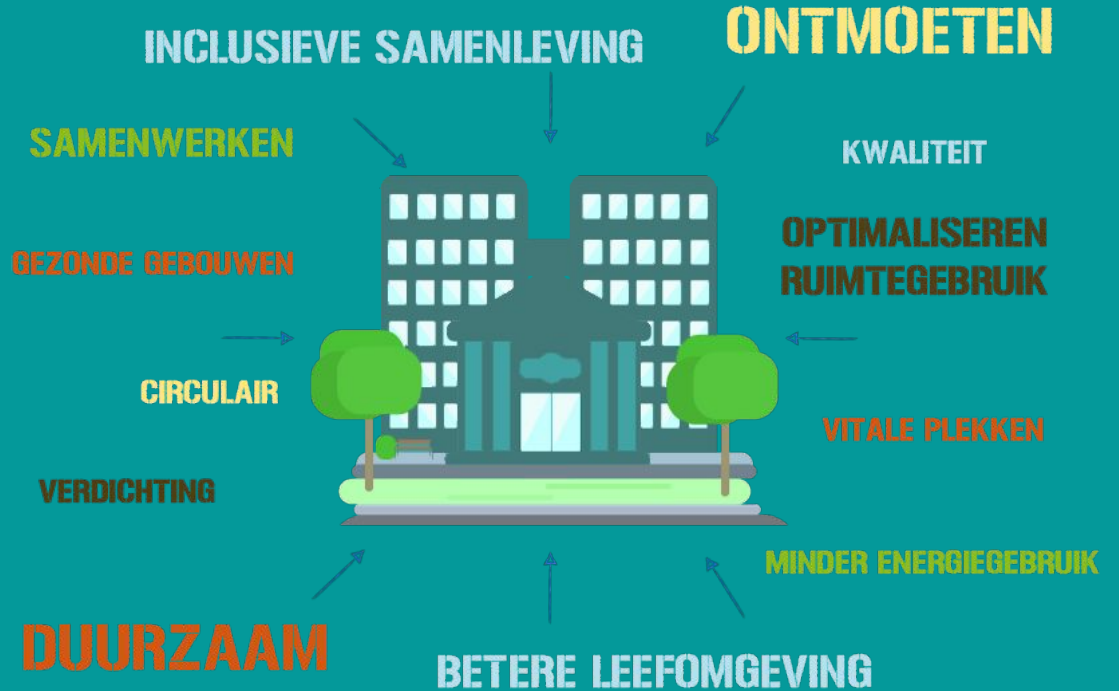 INCLUSIEVE SAMENLEVING
ONTMOETEN
SAMENWERKEN
KWALITEIT
OPTIMALISEREN
RUIMTEGEBRUIK
GEZONDE GEBOUWEN
CIRCULAIR
VITALE PLEKKEN
VERDICHTING
MINDER ENERGIEGEBRUIK
DUURZAAM
BETERE LEEFOMGEVING